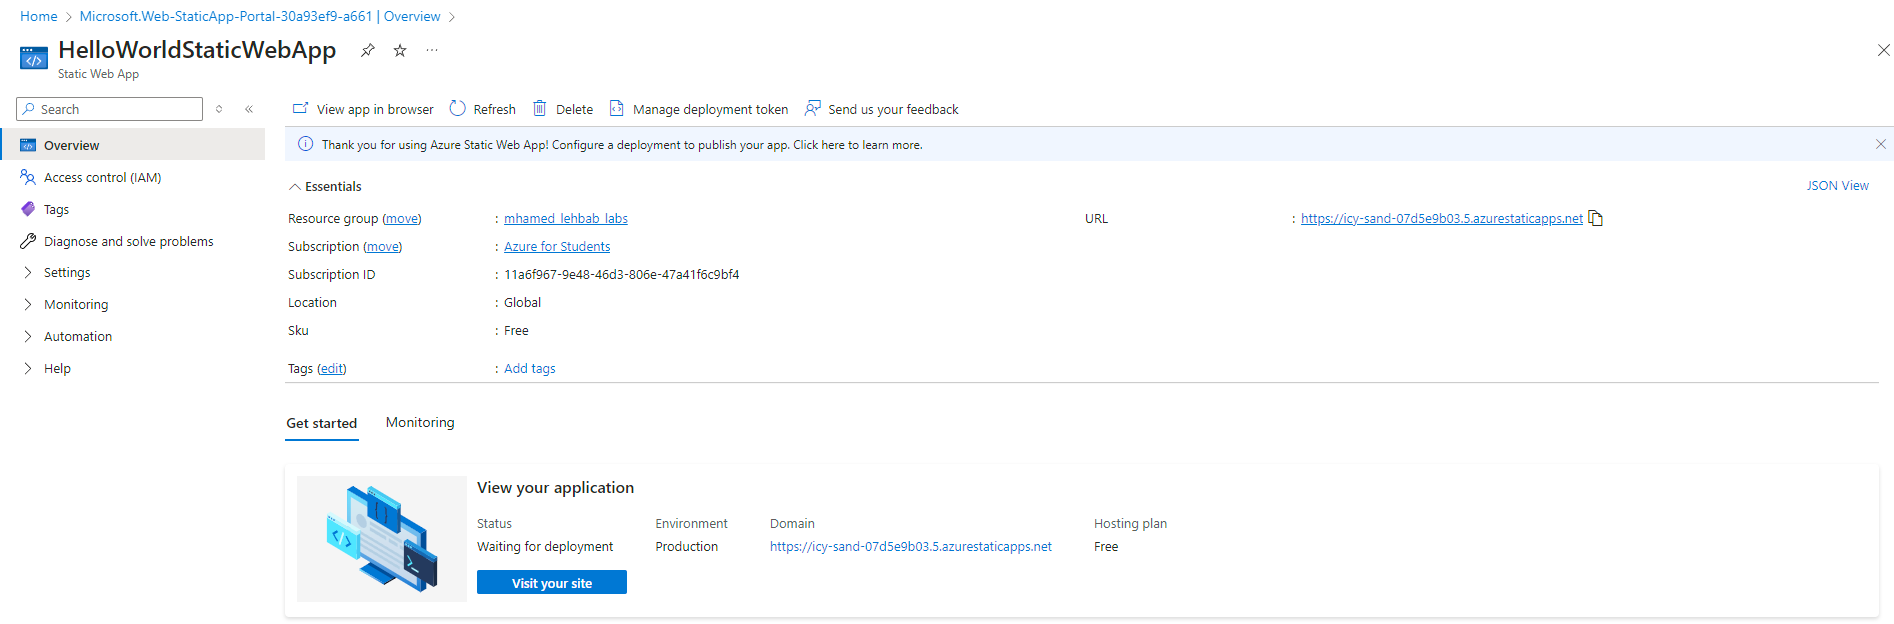 Home > Microsoft.Web-StaticApp-Portal-30a93ef9-a661 | Overview >
HelloWorldStaticWebApp
Static Web App
Search
View app in browser Refresh Delete Manage deployment token Send us your feedback
Overview
Access control (IAM)
Tags
Diagnose and solve problems
Settings
Monitoring
Automation
Help
Thank you for using Azure Static Web App! Configure a deployment to publish your app. Click here to learn more.
Essentials
JSON View
Resource group (move) : mhamed_lehbab_labs
URL : https://icy-sand-07d5e9b03.5.azurestaticapps.net
Subscription (move) : Azure for Students
Subscription ID : 11a6f967-9e48-46d3-806e-47a41f6c9bf4
Location : Global
Sku : Free
Tags (edit) : Add tags
Get started Monitoring
View your application
Status Environment Domain Hosting plan
Waiting for deployment Production https://icy-sand-07d5e9b03.5.azurestaticapps.net Free
Visit your site